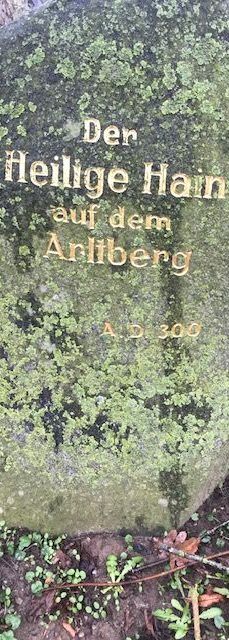 Der
Heilige Hain
auf dem
Arltberg
A. D. 300